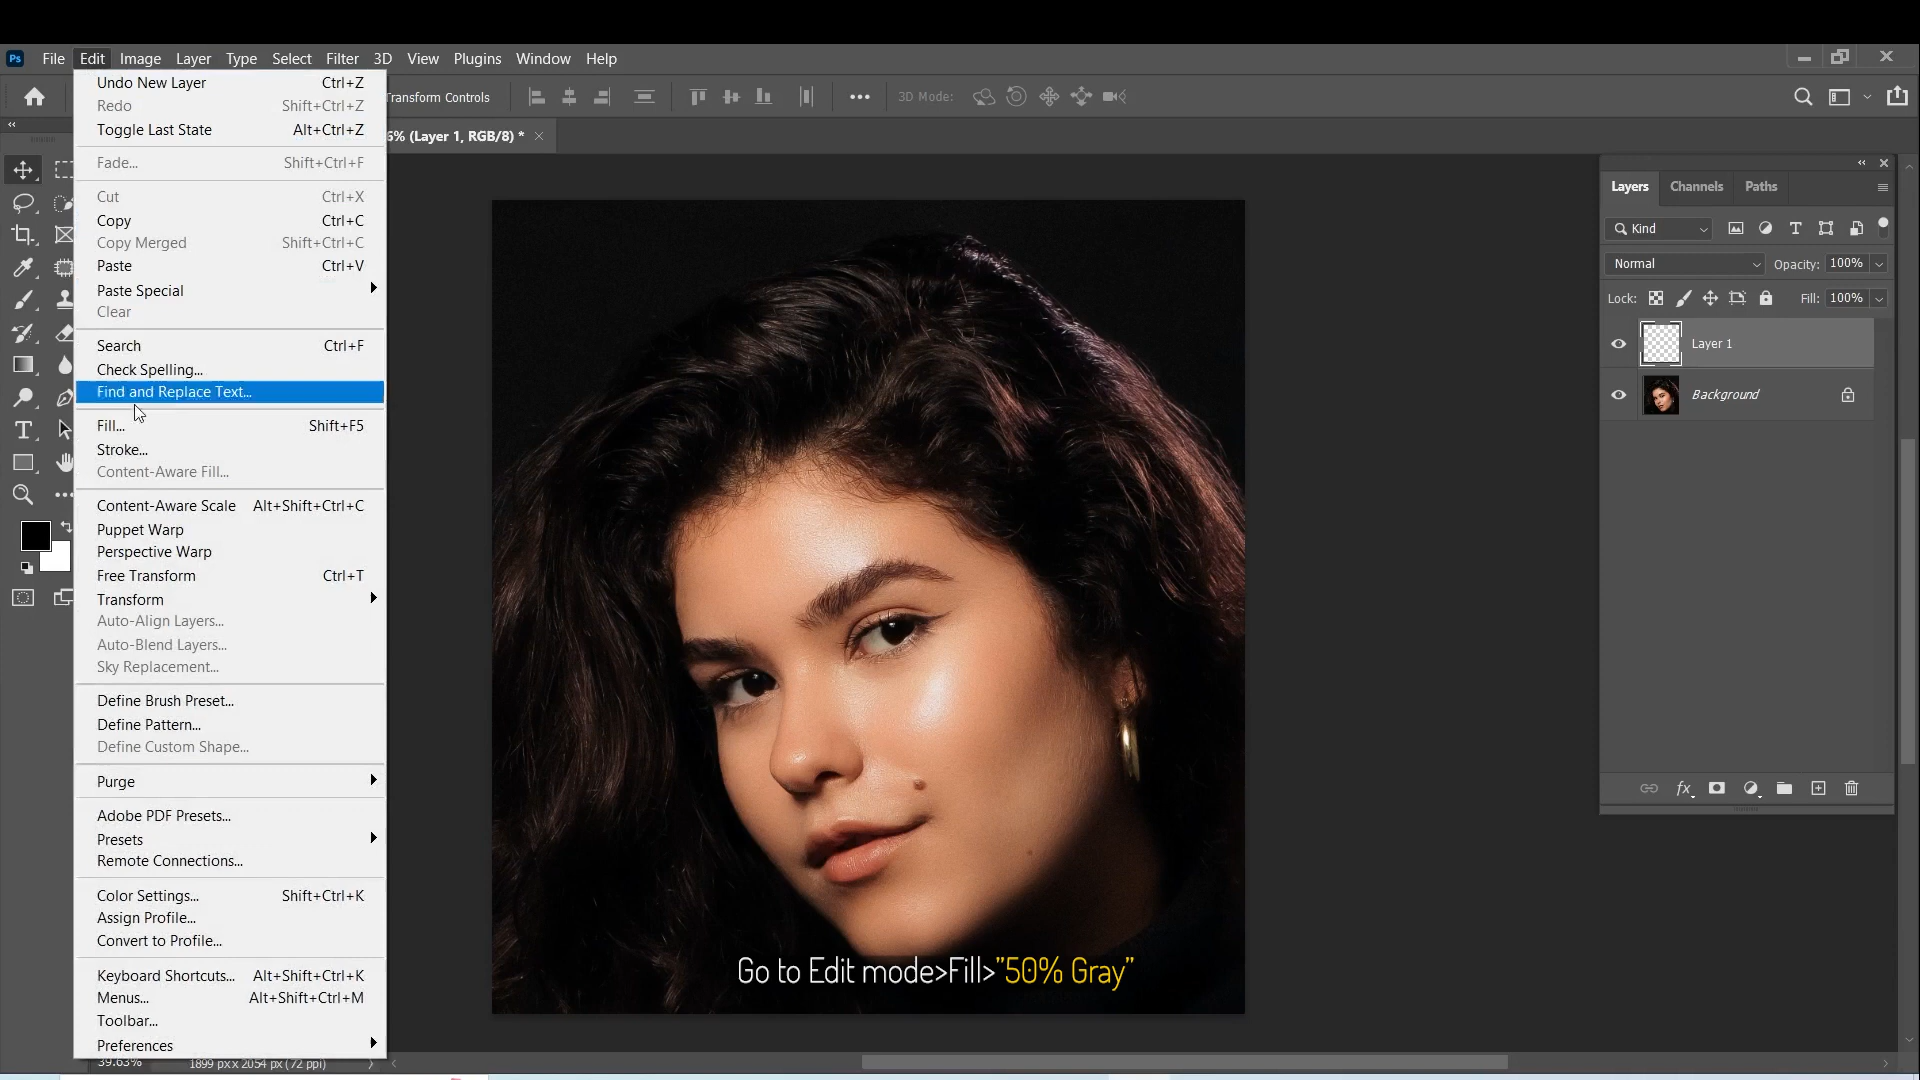 Ps File Edit Image Layer Type Select Filter 3D View Plugins Window Help
Transform Controls 3D Mode:
6% (Layer 1, RGB/8) *
Undo New Layer Ctrl+Z
Redo Shift+Ctrl+Z
Toggle Last State Alt+Ctrl+Z
Fade... Shift+Ctrl+F
Cut Ctrl+X
Copy Ctrl+C
Copy Merged Shift+Ctrl+C
Paste Ctrl+V
Paste Special
Clear
Search Ctrl+F
Check Spelling...
Find and Replace Text...
Fill... Shift+F5
Stroke...
Content-Aware Fill...
Content-Aware Scale Alt+Shift+Ctrl+C
Puppet Warp
Perspective Warp
Free Transform Ctrl+T
Transform
Auto-Align Layers...
Auto-Blend Layers...
Sky Replacement...
Define Brush Preset...
Define Pattern...
Define Custom Shape...
Purge
Adobe PDF Presets...
Presets
Remote Connections...
Color Settings... Shift+Ctrl+K
Assign Profile...
Convert to Profile...
Keyboard Shortcuts... Alt+Shift+Ctrl+K
Menus... Alt+Shift+Ctrl+M
Toolbar...
Preferences
39.63% 1899 px x 2054 px (72 ppi)
Go to Edit mode>Fill>"50% Gray"
Layers Channels Paths
Kind
Normal Opacity: 100%
Lock: Fill: 100%
Layer 1
Background
fx